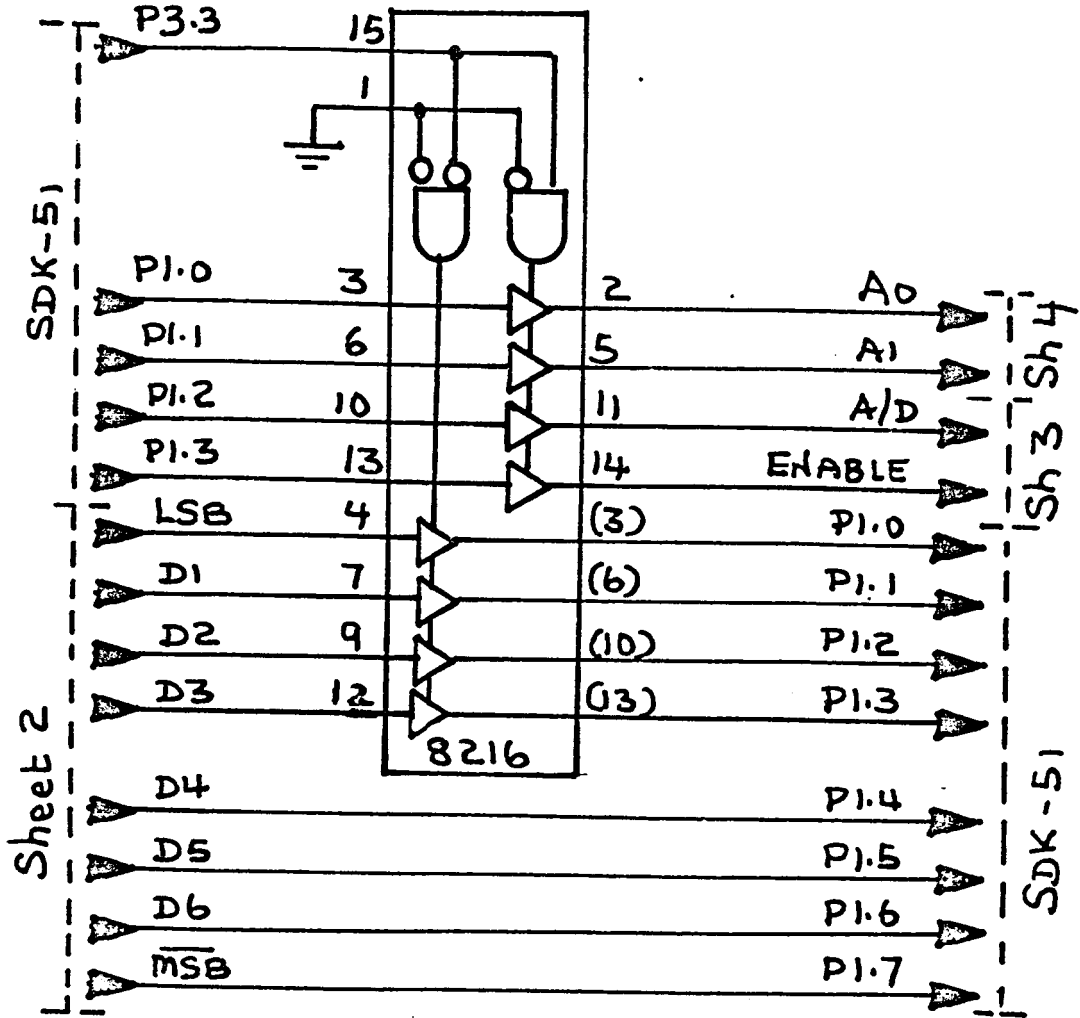 P3.3 15
1
SDK-51
P1.0 3 2 A0
P1.1 6 5 A1
Sh 4
P1.2 10 11 A/D
P1.3 13 14 ENABLE
Sh 3
LSB 4 (3) P1.0
D1 7 (6) P1.1
D2 9 (10) P1.2
D3 12 (13) P1.3
8216
Sheet 2
D4 P1.4
D5 P1.5
SDK-51
D6 P1.6
M̅S̅B̅ P1.7